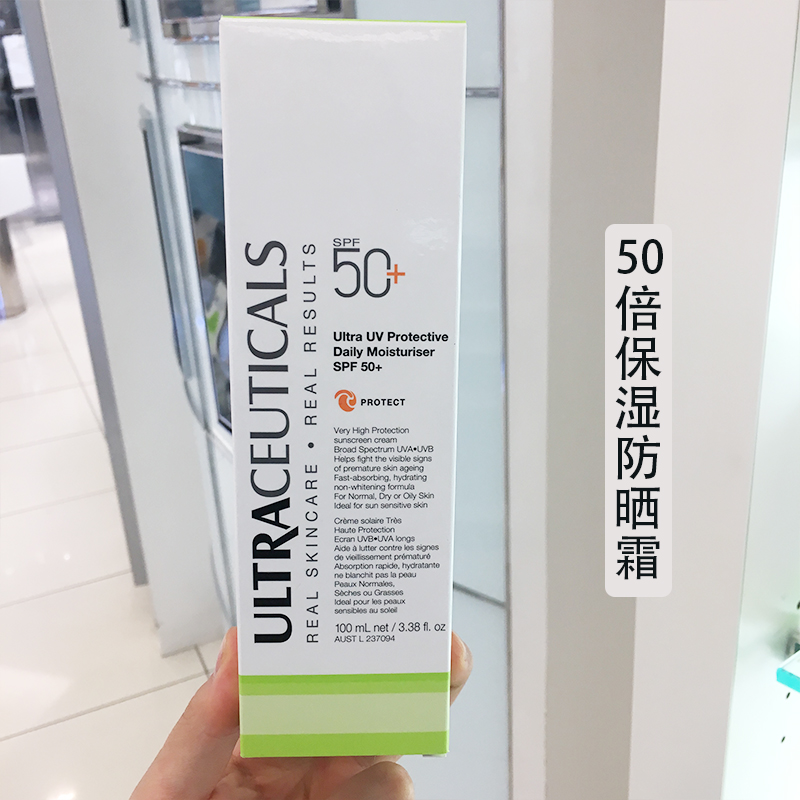 ULTRACEUTICALS
REAL SKINCARE • REAL RESULTS
SPF
50+
Ultra UV Protective
Daily Moisturiser
SPF 50+
PROTECT
Very High Protection
sunscreen cream
Broad Spectrum UVA•UVB
Helps fight the visible signs
of premature skin ageing
Fast-absorbing, hydrating
non-whitening formula
For Normal, Dry or Oily Skin
Ideal for sun sensitive skin
Crème solaire Très
Haute Protection
Ecran UVB•UVA longs
Aide à lutter contre les signes
de vieillissement prématuré
Absorption rapide, hydratante
ne blanchit pas la peau
Peaux Normales,
Sèches ou Grasses
Ideal pour les peaux
sensibles au soleil
100 mL net / 3.38 fl. oz
AUST L 237094
50倍保湿防晒霜